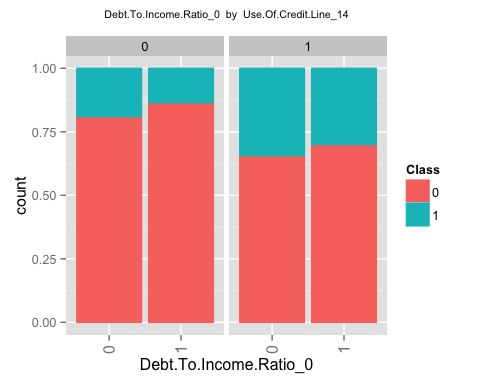 Debt.To.Income.Ratio_0 by Use.Of.Credit.Line_14
0 1
1.00
0.75
0.50
0.25
0.00
count
0 1 0 1
Debt.To.Income.Ratio_0
Class
0
1